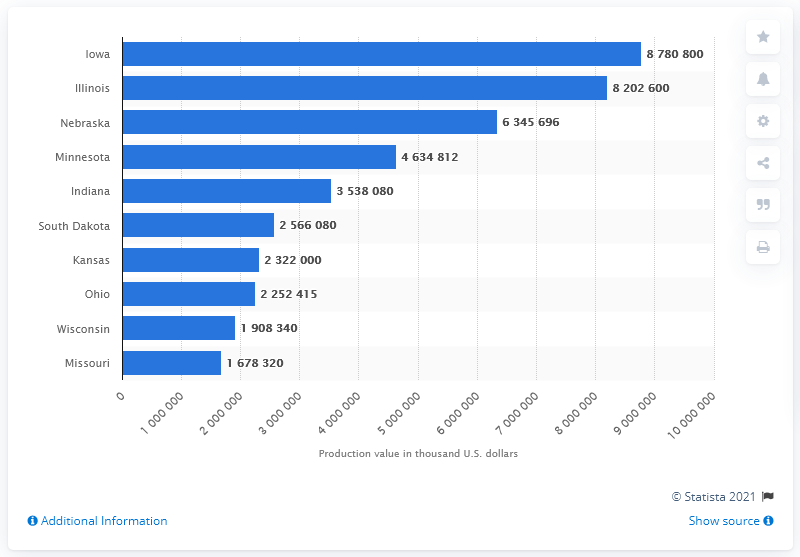 Iowa 8 780 800
Illinois 8 202 600
Nebraska 6 345 696
Minnesota 4 634 812
Indiana 3 538 080
South Dakota 2 566 080
Kansas 2 322 000
Ohio 2 252 415
Wisconsin 1 908 340
Missouri 1 678 320
0 1 000 000 2 000 000 3 000 000 4 000 000 5 000 000 6 000 000 7 000 000 8 000 000 9 000 000 10 000 000
Production value in thousand U.S. dollars
© Statista 2021
Additional Information Show source